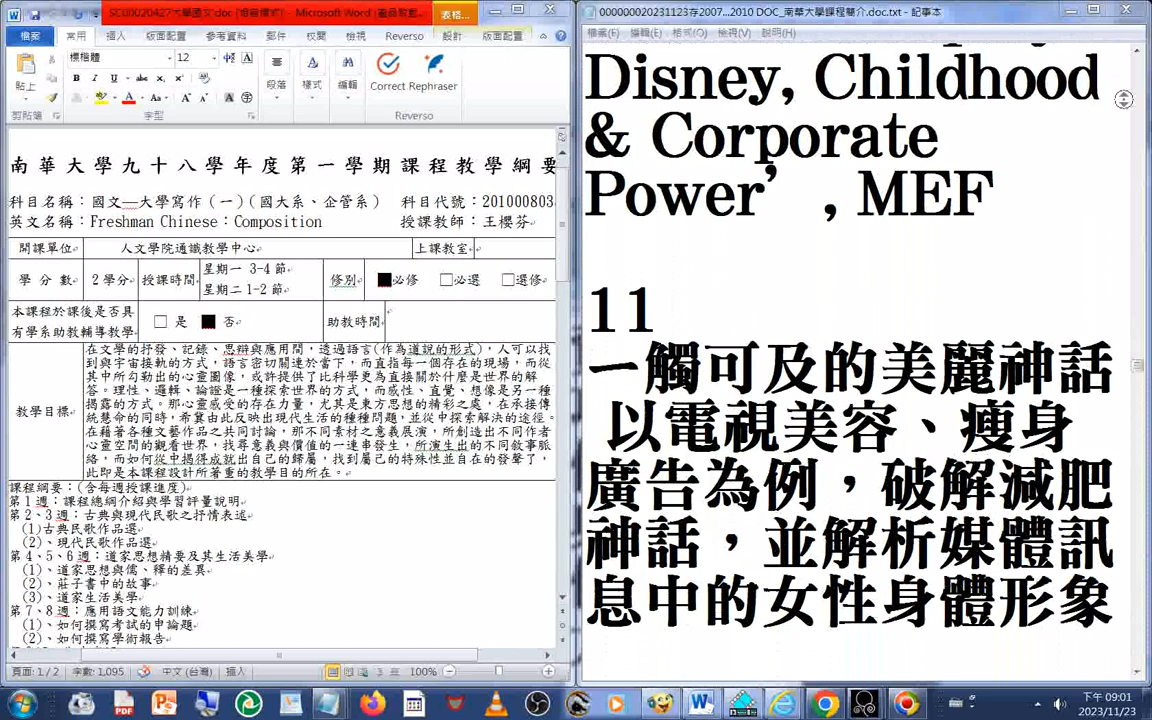 SC00020427大學國文.doc [相容模式] - Microsoft Word (產品啟動...
表格...
檔案 常用 插入 版面配置 參考資料 郵件 校閱 檢視 Reverso 設計 版面配置
標楷體 12
貼上 段落 樣式 編輯 Correct Rephraser
剪貼簿 字型 Reverso
南華大學九十八學年度第一學期課程教學綱要
科目名稱：國文—大學寫作(一)(國大系、企管系) 科目代號：201000803
英文名稱：Freshman Chinese：Composition 授課教師：王櫻芬
開課單位 人文學院通識教學中心 上課教室
學 分 數 2學分 授課時間 星期一 3-4節 修別 ■必修 □必選 □選修
星期二1-2節
本課程於課後是否具
有學系助教輔導教學 □ 是 ■ 否 助教時間
在文學的抒發、記錄、思辯與應用間，透過語言(作為道說的形式)，人可以找
到與宇宙接軌的方式，語言密切關連於當下，而直指每一個存在的現場，而從
其中所勾勒出的心靈圖像，或許提供了比科學更為直接關於什麼是世界的解
答。理性、邏輯、論證是一種探索世界的方式，而感性、直覺、想像是另一種
揭露的方式。那心靈感受的存在力量，尤其是東方思想的精彩之處，在承接傳
統慧命的同時，希冀由此反映出現代生活的種種問題，並從中探索解決的途徑。
教學目標
在藉著各種文藝作品之共同討論，那不同素材之意義展演，所創造出不同作者
心靈空間的觀看世界，找尋意義與價值的一連串發生，所演生出的不同敘事脈
絡，而如何從中揭得成就出自己的歸屬，找到屬己的特殊性並自在的發聲了，
此即是本課程設計所著重的教學目的所在。
課程綱要：(含每週授課進度)
第1週：課程總綱介紹與學習評量說明
第2、3週：古典與現代民歌之抒情表述
(1)古典民歌作品選
(2)、現代民歌作品選
第4、5、6週：道家思想精要及其生活美學
(1)、道家思想與儒、釋的差異
(2)、莊子書中的故事
(3)、道家生活美學
第7、8週：應用語文能力訓練
(1)、如何撰寫考試的申論題
(2)、如何撰寫學術報告
頁面：1/2 字數：1,095 中文(台灣) 插入 100%
000000020231123存2007...2010 DOC_南華大學課程簡介.doc.txt - 記事本
檔案(F) 編輯(E) 格式(O) 檢視(V) 說明(H)
Disney, Childhood
& Corporate
Power’, MEF
11
一觸可及的美麗神話
以電視美容、瘦身
廣告為例，破解減肥
神話，並解析媒體訊
息中的女性身體形象
下午 09:01
2023/11/23